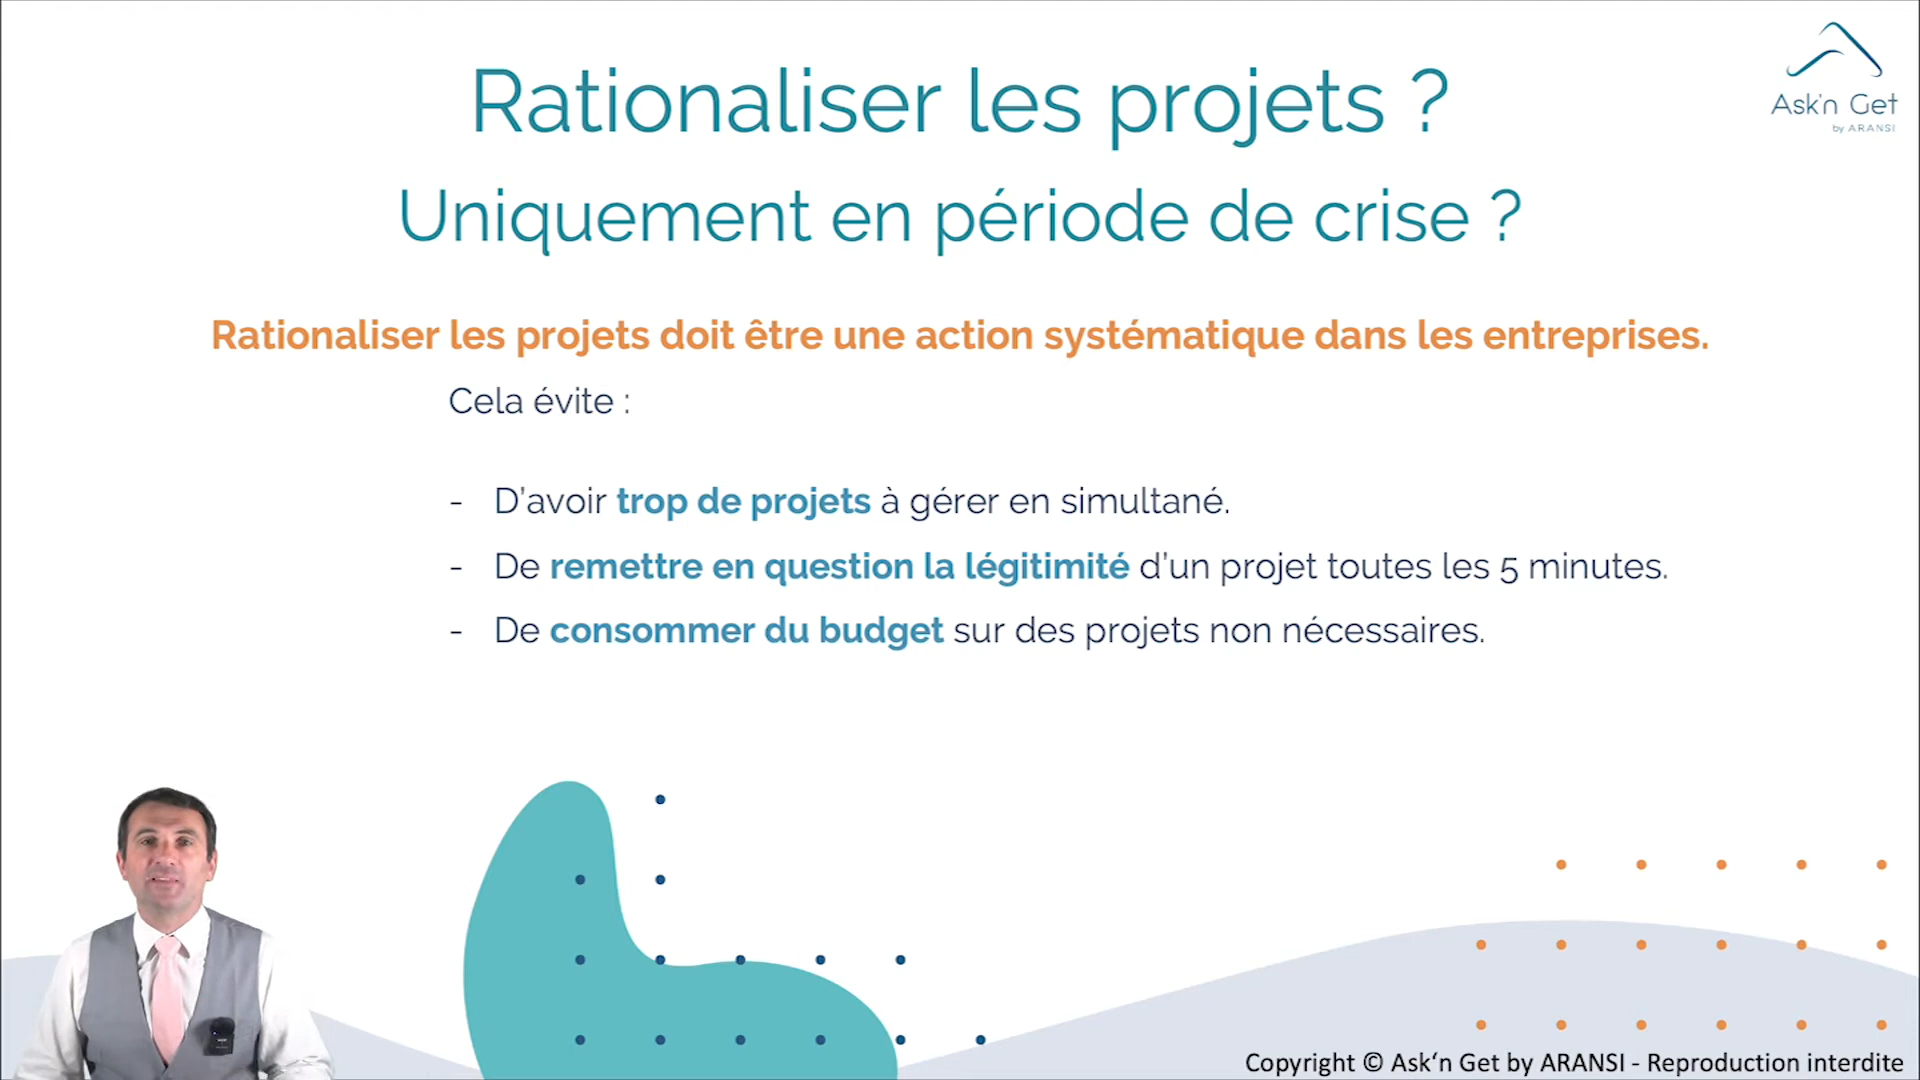 Rationaliser les projets ?
Uniquement en période de crise ?
Ask'n Get
by ARANSI
Rationaliser les projets doit être une action systématique dans les entreprises.
Cela évite :
- D'avoir trop de projets à gérer en simultané.
- De remettre en question la légitimité d'un projet toutes les 5 minutes.
- De consommer du budget sur des projets non nécessaires.
Copyright © Ask‘n Get by ARANSI - Reproduction interdite